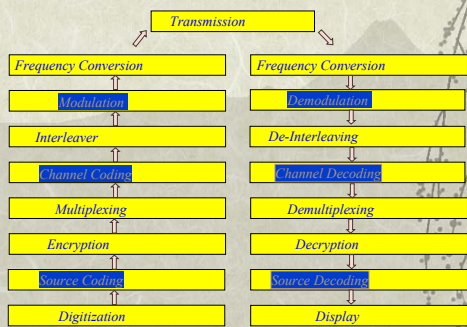 Transmission
Frequency Conversion
Frequency Conversion
Modulation
Demodulation
Interleaver
De-Interleaving
Channel Coding
Channel Decoding
Multiplexing
Demultiplexing
Encryption
Decryption
Source Coding
Source Decoding
Digitization
Display